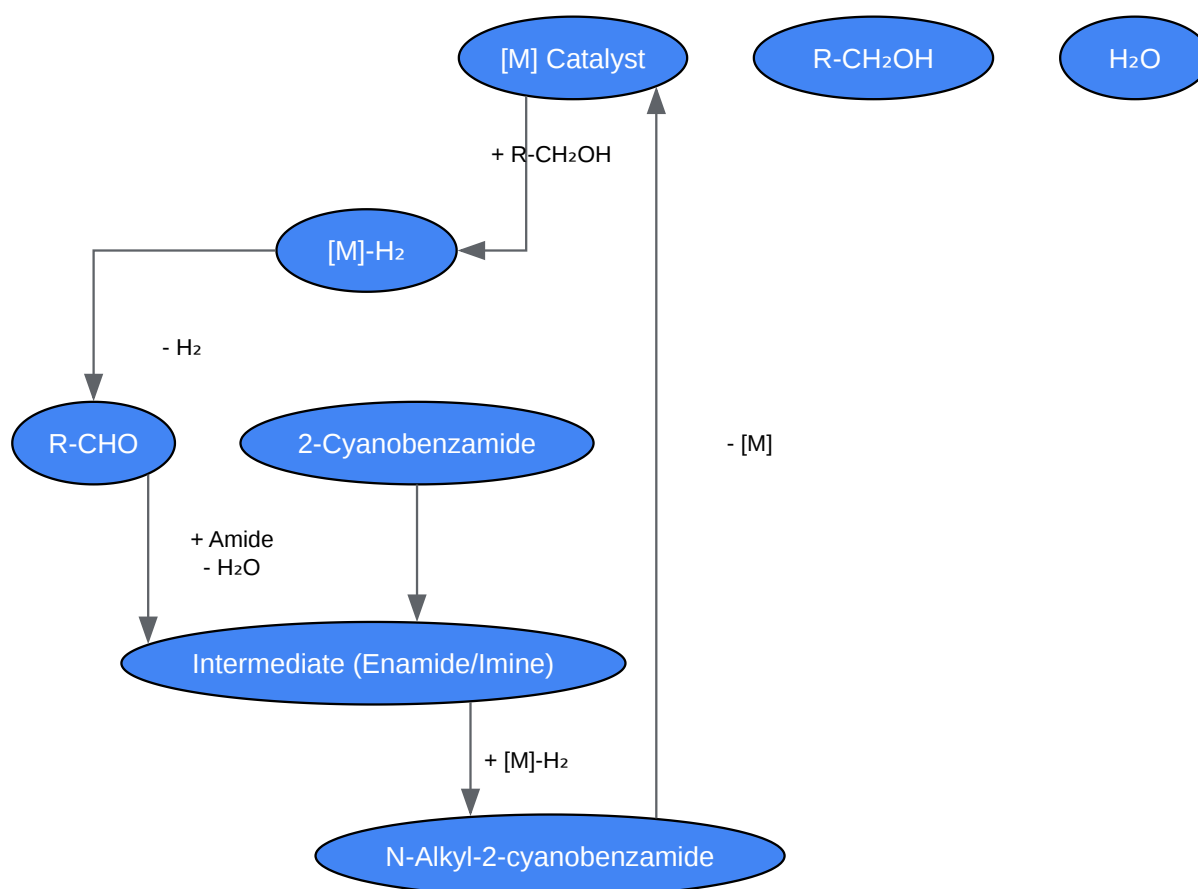 [M] Catalyst
R-CH₂OH
H₂O
+ R-CH₂OH
[M]-H₂
- H₂
R-CHO
2-Cyanobenzamide
- [M]
+ Amide
- H₂O
Intermediate (Enamide/Imine)
+ [M]-H₂
N-Alkyl-2-cyanobenzamide